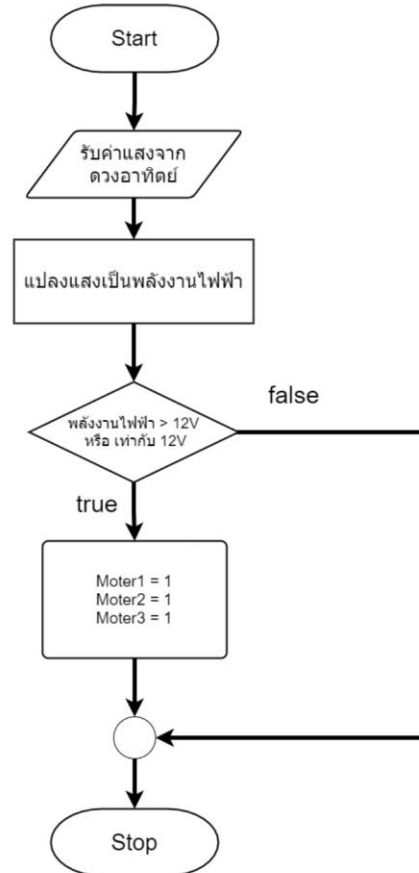 Start
รับค่าแสงจาก
ดวงอาทิตย์
แปลงแสงเป็นพลังงานไฟฟ้า
false
พลังงานไฟฟ้า > 12V
หรือ เท่ากับ 12V
true
Moter1 = 1
Moter2 = 1
Moter3 = 1
Stop